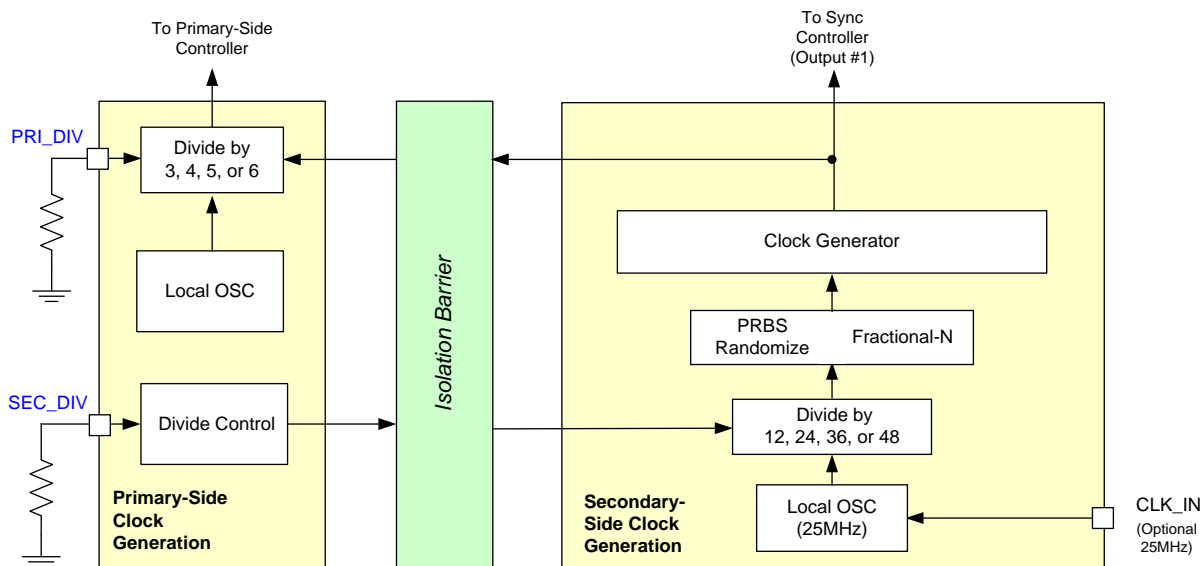 To Primary-Side
Controller
To Sync
Controller
(Output #1)
PRI_DIV
Divide by
3, 4, 5, or 6
Local OSC
Isolation Barrier
Clock Generator
PRBS
Randomize
Fractional-N
SEC_DIV
Divide Control
Divide by
12, 24, 36, or 48
Primary-Side
Clock
Generation
Secondary-
Side Clock
Generation
Local OSC
(25MHz)
CLK_IN
(Optional
25MHz)